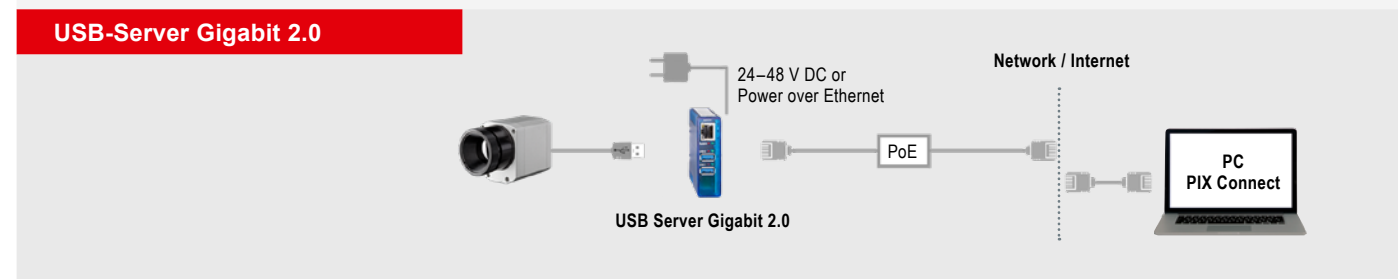 USB-Server Gigabit 2.0
Network / Internet
24–48 V DC or
Power over Ethernet
PoE
PC
PIX Connect
USB Server Gigabit 2.0